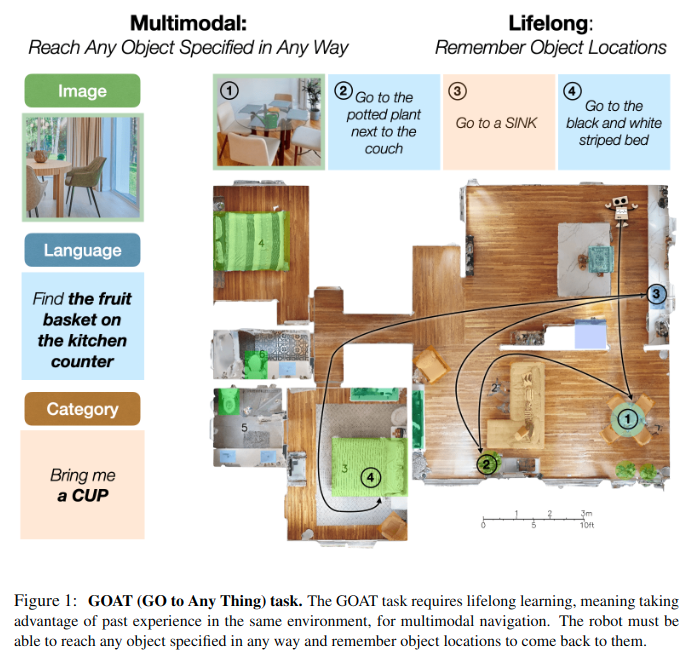 Multimodal:
Reach Any Object Specified in Any Way
Lifelong:
Remember Object Locations
Image
Language
Find the fruit
basket on
the kitchen
counter
Category
Bring me
a CUP
1
2
Go to the
potted plant
next to the
couch
3
Go to a SINK
4
Go to the
black and white
striped bed
4
3
6
5
2
1
3
4
2
1
2
3m
0
5
10ft
Figure 1: GOAT (GO to Any Thing) task. The GOAT task requires lifelong learning, meaning taking
advantage of past experience in the same environment, for multimodal navigation. The robot must be
able to reach any object specified in any way and remember object locations to come back to them.